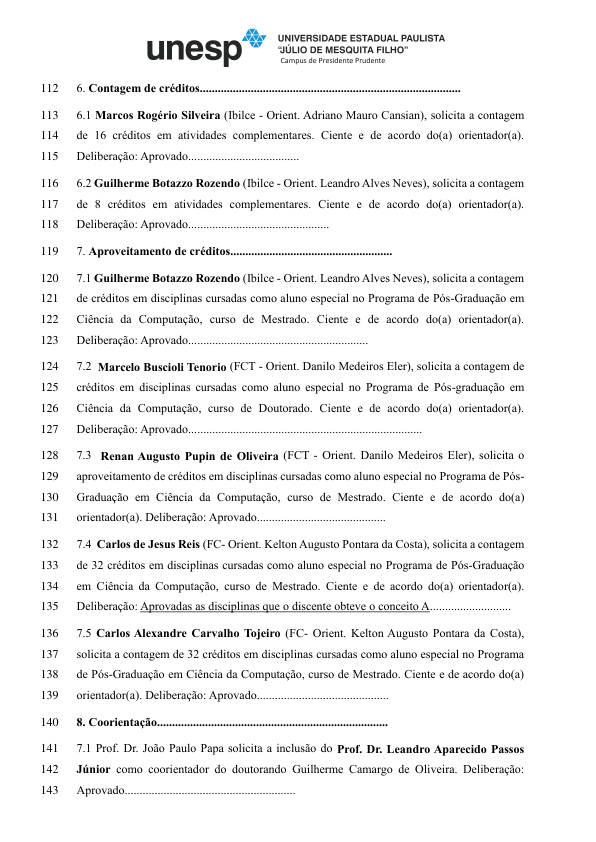 unesp
UNIVERSIDADE ESTADUAL PAULISTA
"JÚLIO DE MESQUITA FILHO"
Campus de Presidente Prudente
112 6. Contagem de créditos.......................................................................................
113 6.1 Marcos Rogério Silveira (Ibilce - Orient. Adriano Mauro Cansian), solicita a contagem
114 de 16 créditos em atividades complementares. Ciente e de acordo do(a) orientador(a).
115 Deliberação: Aprovado.....................................
116 6.2 Guilherme Botazzo Rozendo (Ibilce - Orient. Leandro Alves Neves), solicita a contagem
117 de 8 créditos em atividades complementares. Ciente e de acordo do(a) orientador(a).
118 Deliberação: Aprovado...............................................
119 7. Aproveitamento de créditos......................................................
120 7.1 Guilherme Botazzo Rozendo (Ibilce - Orient. Leandro Alves Neves), solicita a contagem
121 de créditos em disciplinas cursadas como aluno especial no Programa de Pós-Graduação em
122 Ciência da Computação, curso de Mestrado. Ciente e de acordo do(a) orientador(a).
123 Deliberação: Aprovado............................................................
124 7.2 Marcelo Buscioli Tenorio (FCT - Orient. Danilo Medeiros Eler), solicita a contagem de
125 créditos em disciplinas cursadas como aluno especial no Programa de Pós-graduação em
126 Ciência da Computação, curso de Doutorado. Ciente e de acordo do(a) orientador(a).
127 Deliberação: Aprovado..............................................................................
128 7.3 Renan Augusto Pupin de Oliveira (FCT - Orient. Danilo Medeiros Eler), solicita o
129 aproveitamento de créditos em disciplinas cursadas como aluno especial no Programa de Pós-
130 Graduação em Ciência da Computação, curso de Mestrado. Ciente e de acordo do(a)
131 orientador(a). Deliberação: Aprovado...........................................
132 7.4 Carlos de Jesus Reis (FC- Orient. Kelton Augusto Pontara da Costa), solicita a contagem
133 de 32 créditos em disciplinas cursadas como aluno especial no Programa de Pós-Graduação
134 em Ciência da Computação, curso de Mestrado. Ciente e de acordo do(a) orientador(a).
135 Deliberação: Aprovadas as disciplinas que o discente obteve o conceito A...........................
136 7.5 Carlos Alexandre Carvalho Tojeiro (FC- Orient. Kelton Augusto Pontara da Costa),
137 solicita a contagem de 32 créditos em disciplinas cursadas como aluno especial no Programa
138 de Pós-Graduação em Ciência da Computação, curso de Mestrado. Ciente e de acordo do(a)
139 orientador(a). Deliberação: Aprovado............................................
140 8. Coorientação.............................................................................
141 7.1 Prof. Dr. João Paulo Papa solicita a inclusão do Prof. Dr. Leandro Aparecido Passos
142 Júnior como coorientador do doutorando Guilherme Camargo de Oliveira. Deliberação:
143 Aprovado.........................................................